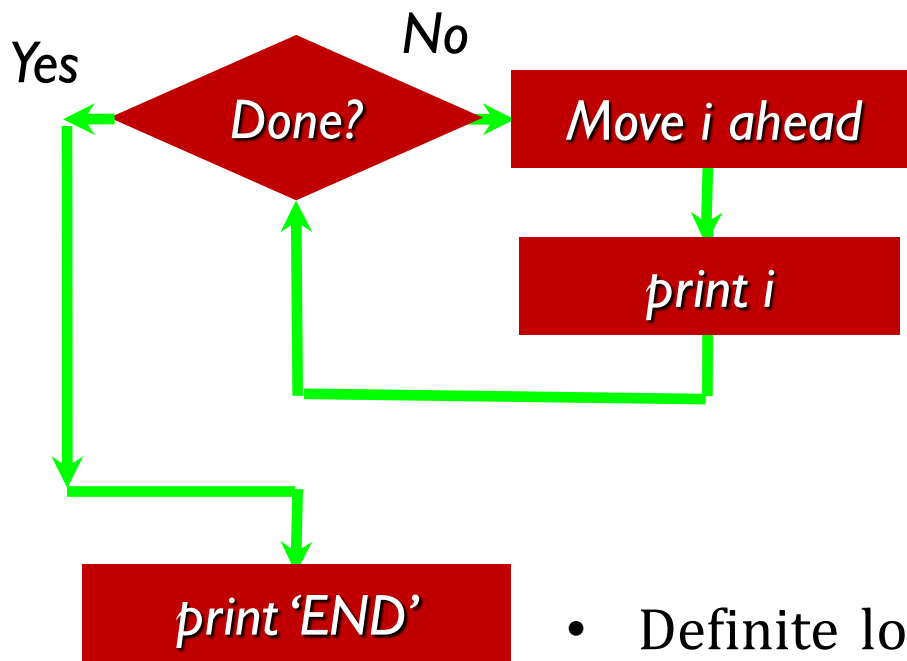 No
Yes
Done?
Move i ahead
print i
print ‘END’
• Definite lo